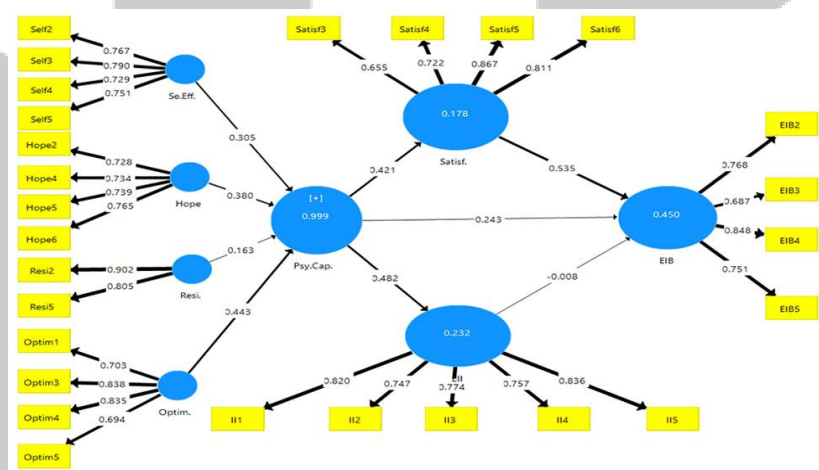 Self2
Self3
Self4
Self5
0.767
0.790
0.729
0.751
Se.Eff.
Hope2
Hope4
Hope5
Hope6
0.728
0.734
0.739
0.765
Hope
Resi2
Resi5
0.902
0.805
Resi.
Optim1
Optim3
Optim4
Optim5
0.703
0.838
0.835
0.694
Optim.
0.305
0.380
0.163
0.443
[+]
0.999
Psy.Cap.
Satisf3
Satisf4
Satisf5
Satisf6
0.655
0.722
0.867
0.811
0.178
Satisf.
0.421
0.535
0.243
0.482
-0.008
0.232
0.820
0.747
0.774
0.757
0.836
II1
II2
II3
II4
II5
0.450
EIB
0.768
0.687
0.848
0.751
EIB2
EIB3
EIB4
EIB5